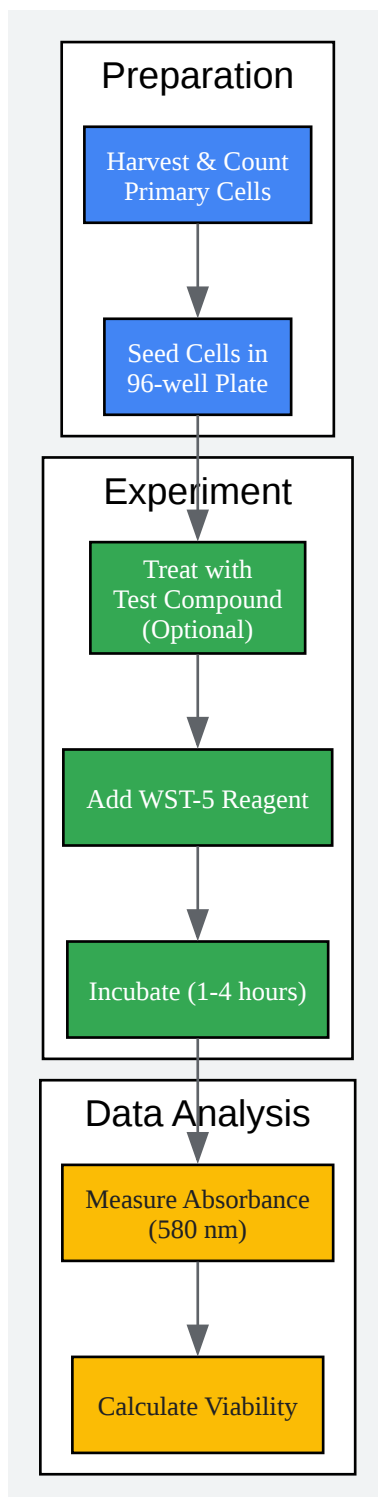 Preparation
Harvest & Count
Primary Cells
Seed Cells in
96-well Plate
Experiment
Treat with
Test Compound
(Optional)
Add WST-5 Reagent
Incubate (1-4 hours)
Data Analysis
Measure Absorbance
(580 nm)
Calculate Viability